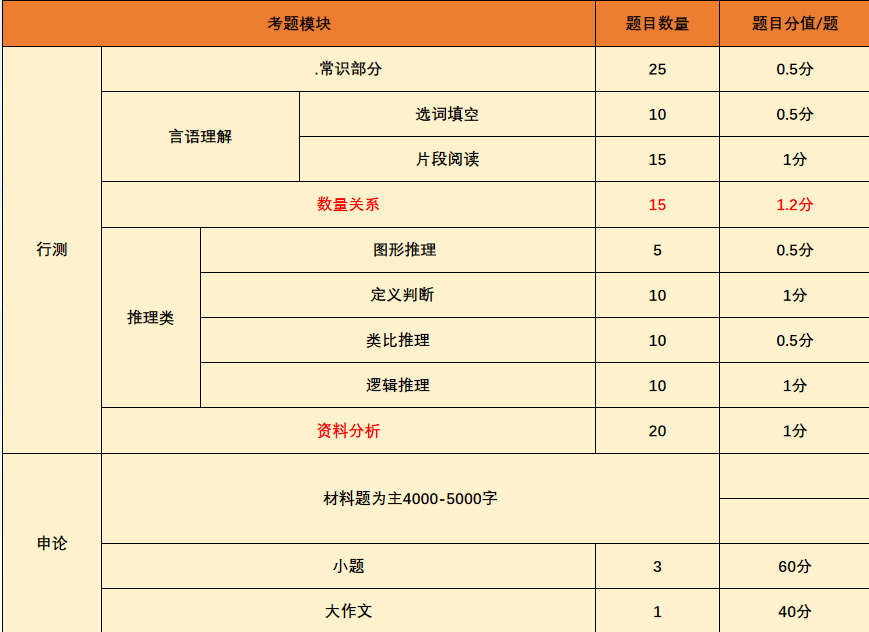 考题模块 题目数量 题目分值/题
.常识部分 25 0.5分
选词填空 10 0.5分
言语理解
片段阅读 15 1分
数量关系 15 1.2分
行测
图形推理 5 0.5分
定义判断 10 1分
推理类
类比推理 10 0.5分
逻辑推理 10 1分
资料分析 20 1分
材料题为主4000-5000字
申论
小题 3 60分
大作文 1 40分